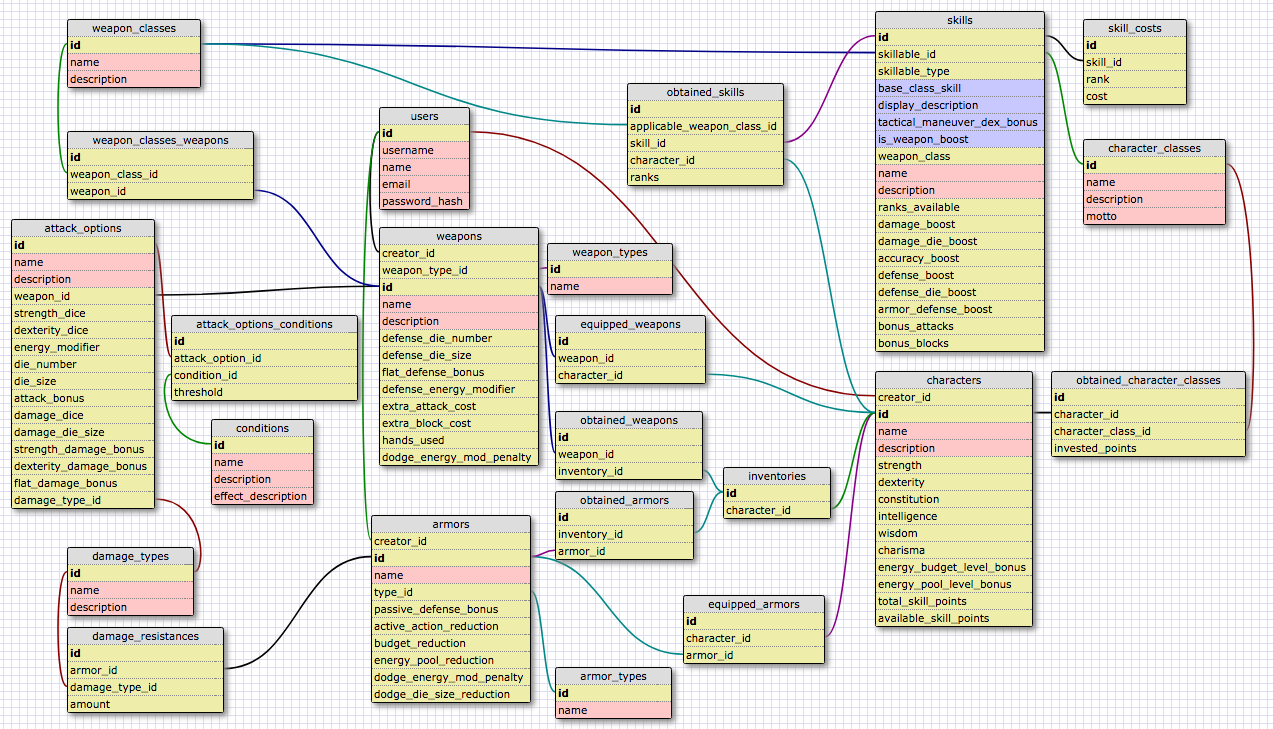 weapon_classes
id
name
description
weapon_classes_weapons
id
weapon_class_id
weapon_id
attack_options
id
name
description
weapon_id
strength_dice
dexterity_dice
energy_modifier
die_number
die_size
attack_bonus
damage_dice
damage_die_size
strength_damage_bonus
dexterity_damage_bonus
flat_damage_bonus
damage_type_id
attack_options_conditions
id
attack_option_id
condition_id
threshold
conditions
id
name
description
effect_description
damage_types
id
name
description
damage_resistances
id
armor_id
damage_type_id
amount
users
id
username
name
email
password_hash
weapons
creator_id
weapon_type_id
id
name
description
defense_die_number
defense_die_size
flat_defense_bonus
defense_energy_modifier
extra_attack_cost
extra_block_cost
hands_used
dodge_energy_mod_penalty
armors
creator_id
id
name
type_id
passive_defense_bonus
active_action_reduction
budget_reduction
energy_pool_reduction
dodge_energy_mod_penalty
dodge_die_size_reduction
obtained_skills
id
applicable_weapon_class_id
skill_id
character_id
ranks
weapon_types
id
name
equipped_weapons
id
weapon_id
character_id
obtained_weapons
id
weapon_id
inventory_id
obtained_armors
id
inventory_id
armor_id
inventories
id
character_id
equipped_armors
id
character_id
armor_id
armor_types
id
name
skills
id
skillable_id
skillable_type
base_class_skill
display_description
tactical_maneuver_dex_bonus
is_weapon_boost
weapon_class
name
description
ranks_available
damage_boost
damage_die_boost
accuracy_boost
defense_boost
defense_die_boost
armor_defense_boost
bonus_attacks
bonus_blocks
skill_costs
id
skill_id
rank
cost
character_classes
id
name
description
motto
characters
creator_id
id
name
description
strength
dexterity
constitution
intelligence
wisdom
charisma
energy_budget_level_bonus
energy_pool_level_bonus
total_skill_points
available_skill_points
obtained_character_classes
id
character_id
character_class_id
invested_points